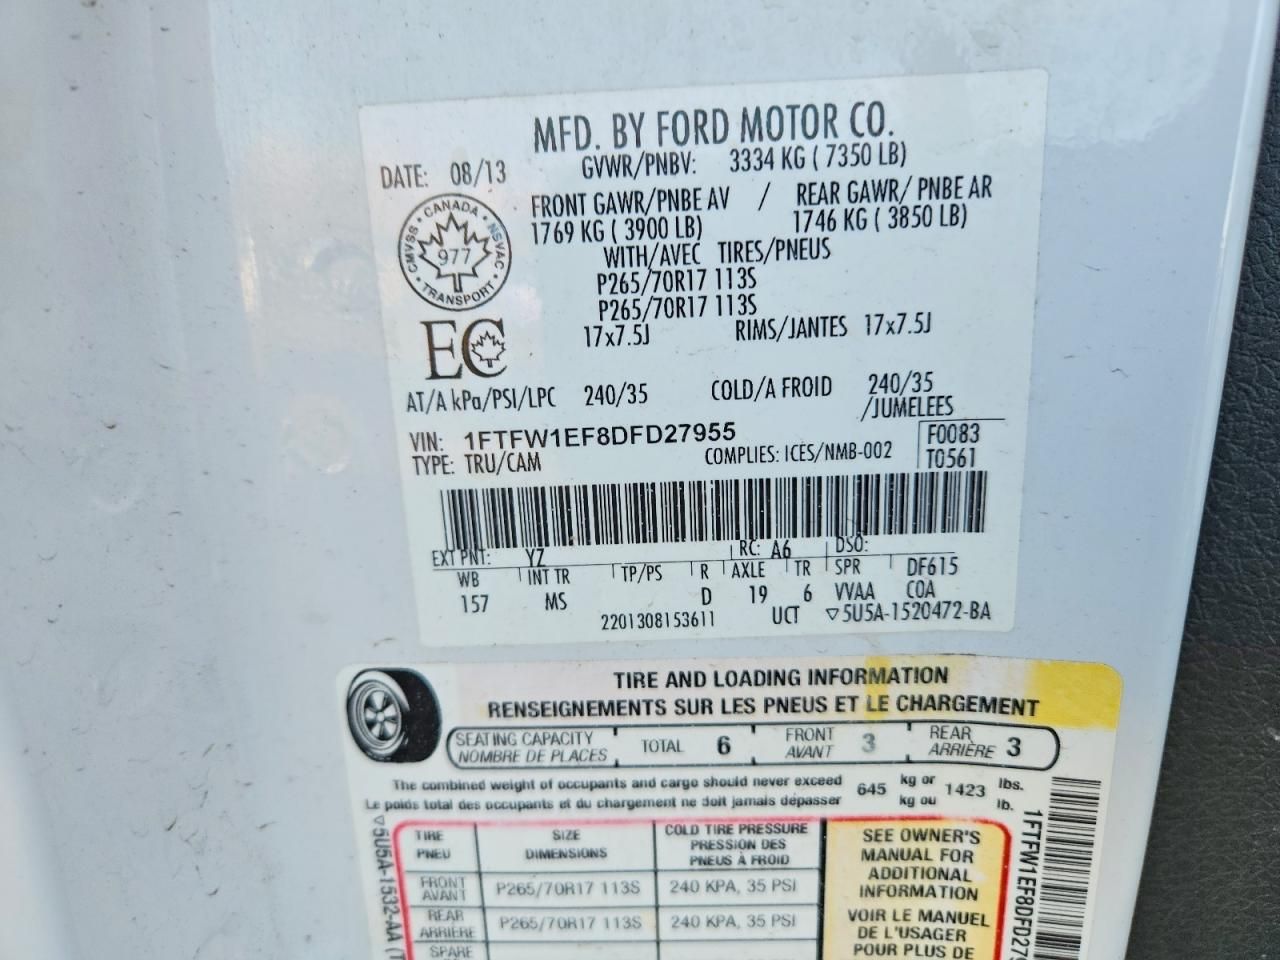 MFD. BY FORD MOTOR CO.
DATE: 08/13 GVWR/PNBV: 3334 KG ( 7350 LB)
FRONT GAWR/PNBE AV / REAR GAWR/ PNBE AR
1769 KG ( 3900 LB) 1746 KG ( 3850 LB)
WITH/AVEC TIRES/PNEUS
P265/70R17 113S
P265/70R17 113S
17x7.5J RIMS/JANTES 17x7.5J
CANADA
CMVSS NSVAC
977
TRANSPORT
EC
AT/A kPa/PSI/LPC 240/35 COLD/A FROID 240/35
/JUMELEES
VIN: 1FTFW1EF8DFD27955 F0083
TYPE: TRU/CAM COMPLIES: ICES/NMB-002 T0561
EXT PNT: YZ RC: A6 DSO:
WB INT TR TP/PS R AXLE TR SPR DF615
157 MS D 19 6 VVAA COA
2201308153611 UCT ▽5U5A-1520472-BA
TIRE AND LOADING INFORMATION
RENSEIGNEMENTS SUR LES PNEUS ET LE CHARGEMENT
SEATING CAPACITY
NOMBRE DE PLACES
TOTAL 6
FRONT
AVANT 3
REAR
ARRIÈRE 3
The combined weight of occupants and cargo should never exceed 645 kg or 1423 lbs.
Le poids total des occupants et du chargement ne doit jamais dépasser kg ou lb.
TIRE SIZE COLD TIRE PRESSURE
PNEU DIMENSIONS PRESSION DES
PNEUS À FROID
FRONT
AVANT P265/70R17 113S 240 KPA, 35 PSI
REAR
ARRIÈRE P265/70R17 113S 240 KPA, 35 PSI
SPARE
SEE OWNER'S
MANUAL FOR
ADDITIONAL
INFORMATION
VOIR LE MANUEL
DE L'USAGER
POUR PLUS DE
▽5U5A-1532-AA (T
1FTFW1EF8DFD279